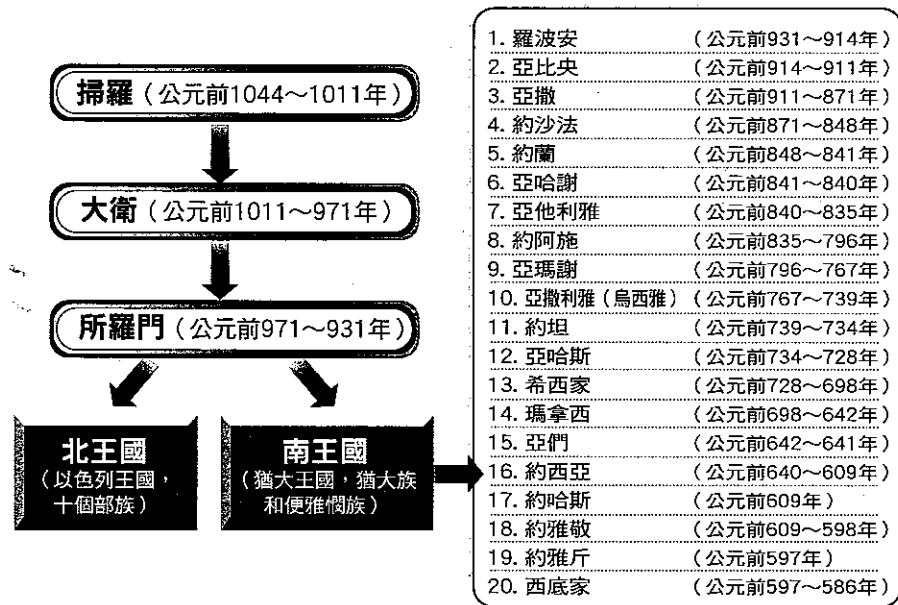 掃羅（公元前1044～1011年）
大衛（公元前1011～971年）
所羅門（公元前971～931年）
北王國
（以色列王國，
十個部族）
南王國
（猶大王國，猶大族
和便雅憫族）
1. 羅波安 （公元前931～914年）
2. 亞比央 （公元前914～911年）
3. 亞撒 （公元前911～871年）
4. 約沙法 （公元前871～848年）
5. 約蘭 （公元前848～841年）
6. 亞哈謝 （公元前841～840年）
7. 亞他利雅 （公元前840～835年）
8. 約阿施 （公元前835～796年）
9. 亞瑪謝 （公元前796～767年）
10. 亞撒利雅（烏西雅） （公元前767～739年）
11. 約坦 （公元前739～734年）
12. 亞哈斯 （公元前734～728年）
13. 希西家 （公元前728～698年）
14. 瑪拿西 （公元前698～642年）
15. 亞們 （公元前642～641年）
16. 約西亞 （公元前640～609年）
17. 約哈斯 （公元前609年）
18. 約雅敬 （公元前609～598年）
19. 約雅斤 （公元前597年）
20. 西底家 （公元前597～586年）